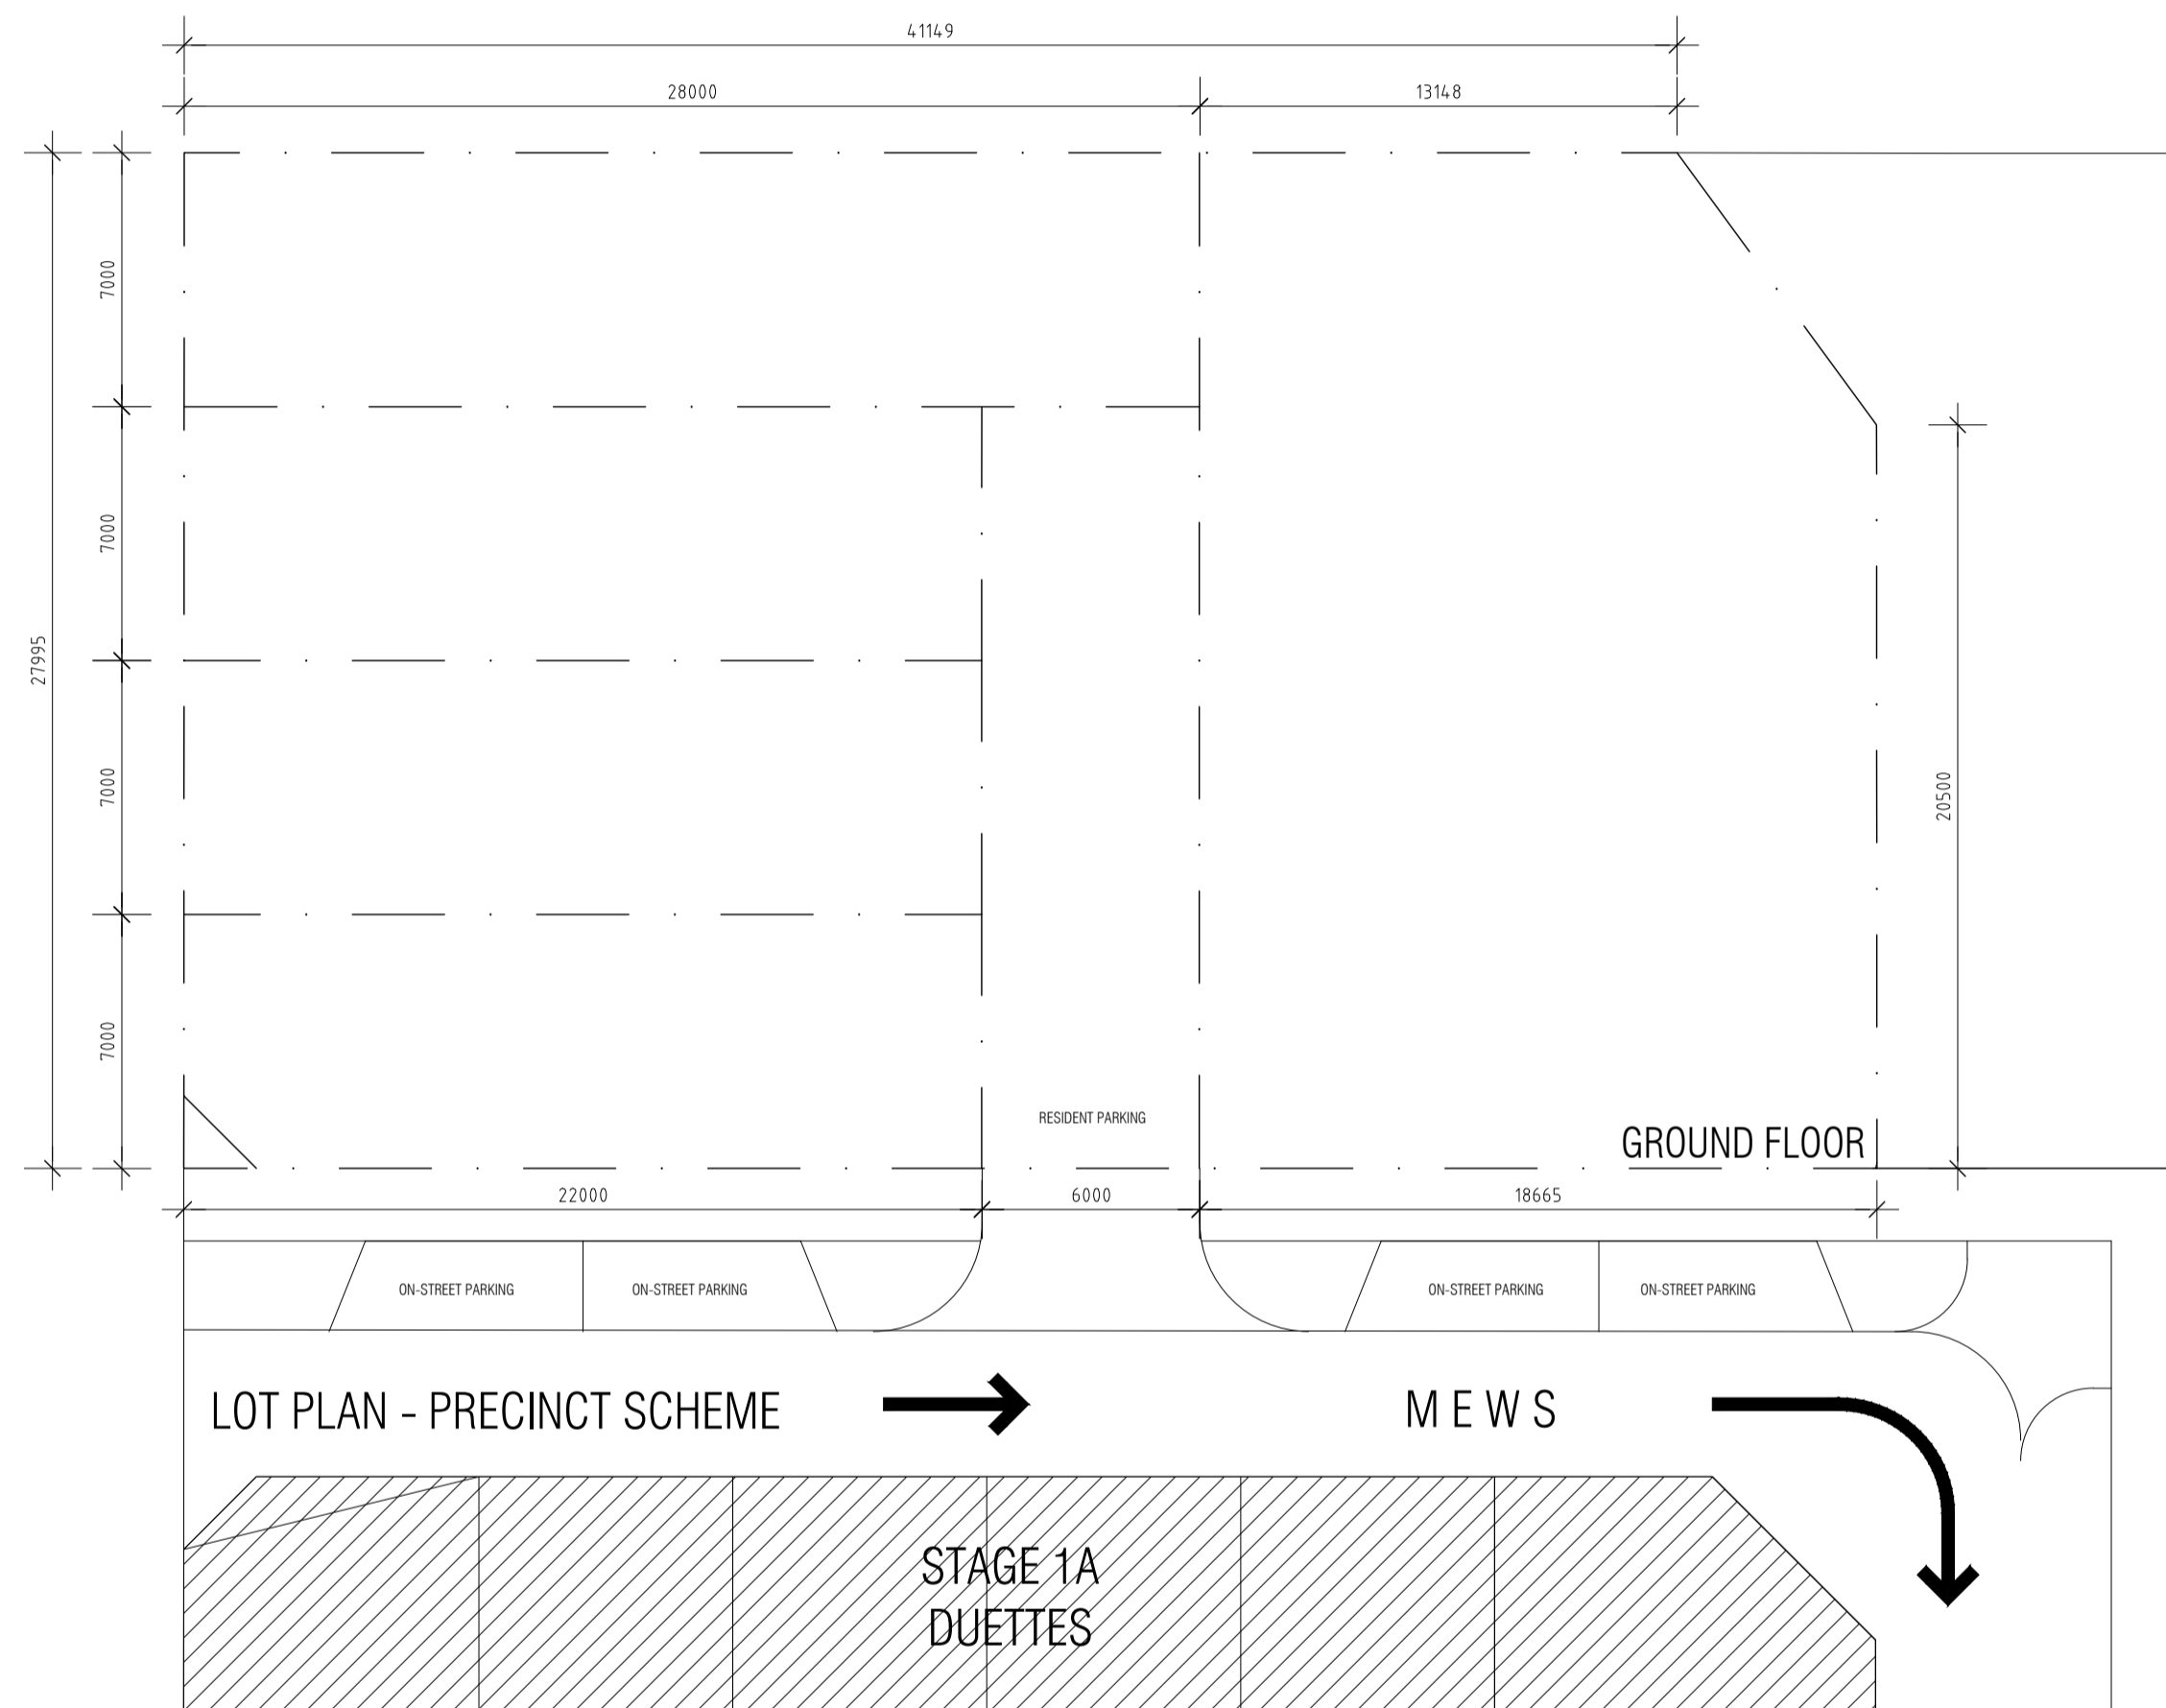 41149
28000
13148
7000
7000
27995
7000
20500
7000
RESIDENT PARKING
GROUND FLOOR
22000
6000
18665
ON-STREET PARKING
ON-STREET PARKING
ON-STREET PARKING
ON-STREET PARKING
LOT PLAN - PRECINCT SCHEME
M E W S
STAGE 1A
DUETTES